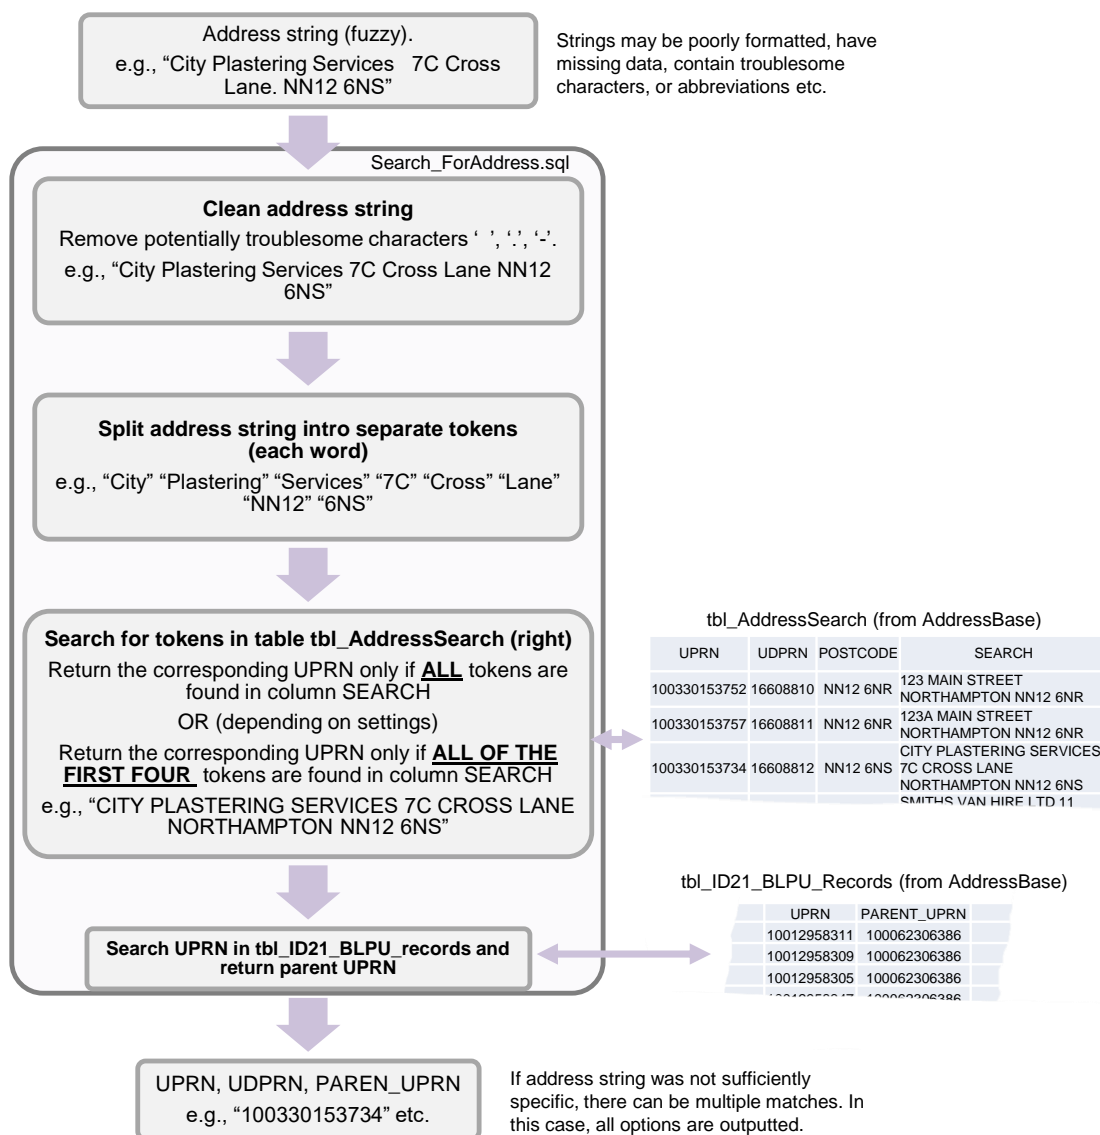 Address string (fuzzy).
e.g., “City Plastering Services   7C Cross
Lane. NN12 6NS”
Strings may be poorly formatted, have
missing data, contain troublesome
characters, or abbreviations etc.
Search_ForAddress.sql
Clean address string
Remove potentially troublesome characters ‘  ’, ‘.’, ‘-’.
e.g., “City Plastering Services 7C Cross Lane NN12
6NS”
Split address string intro separate tokens
(each word)
e.g., “City” “Plastering” “Services” “7C” “Cross” “Lane”
“NN12” “6NS”
Search for tokens in table tbl_AddressSearch (right)
Return the corresponding UPRN only if ALL tokens are
found in column SEARCH
OR (depending on settings)
Return the corresponding UPRN only if ALL OF THE
FIRST FOUR tokens are found in column SEARCH
e.g., “CITY PLASTERING SERVICES 7C CROSS LANE
NORTHAMPTON NN12 6NS”
tbl_AddressSearch (from AddressBase)
UPRN UDPRN POSTCODE SEARCH
123 MAIN STREET
100330153752 16608810 NN12 6NR
NORTHAMPTON NN12 6NR
123A MAIN STREET
100330153757 16608811 NN12 6NR
NORTHAMPTON NN12 6NR
CITY PLASTERING SERVICES
100330153734 16608812 NN12 6NS 7C CROSS LANE
NORTHAMPTON NN12 6NS
SMITHS VAN HIRE LTD 11
Search UPRN in tbl_ID21_BLPU_records and
return parent UPRN
tbl_ID21_BLPU_Records (from AddressBase)
UPRN PARENT_UPRN
10012958311 100062306386
10012958309 100062306386
10012958305 100062306386
100062306386
UPRN, UDPRN, PAREN_UPRN
e.g., “100330153734” etc.
If address string was not sufficiently
specific, there can be multiple matches. In
this case, all options are outputted.